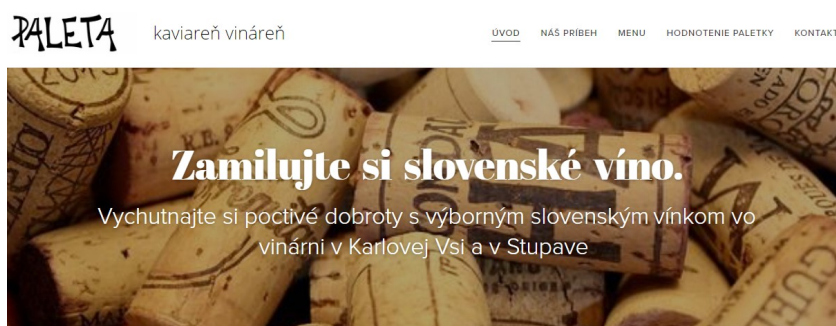 PALETA
kaviareň vináreň
ÚVOD
NÁŠ PRÍBEH
MENU
HODNOTENIE PALETKY
KONTAKT
Zamilujte si slovenské víno.
Vychutnajte si poctivé dobroty s výborným slovenským vínkom vo
vinárni v Karlovej Vsi a v Stupave